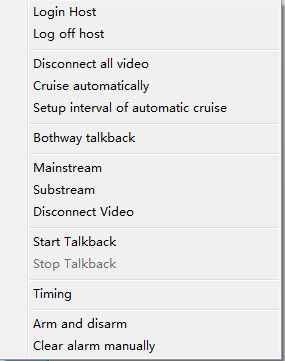 Login Host
Log off host
Disconnect all video
Cruise automatically
Setup interval of automatic cruise
Bothway talkback
Mainstream
Substream
Disconnect Video
Start Talkback
Stop Talkback
Timing
Arm and disarm
Clear alarm manually